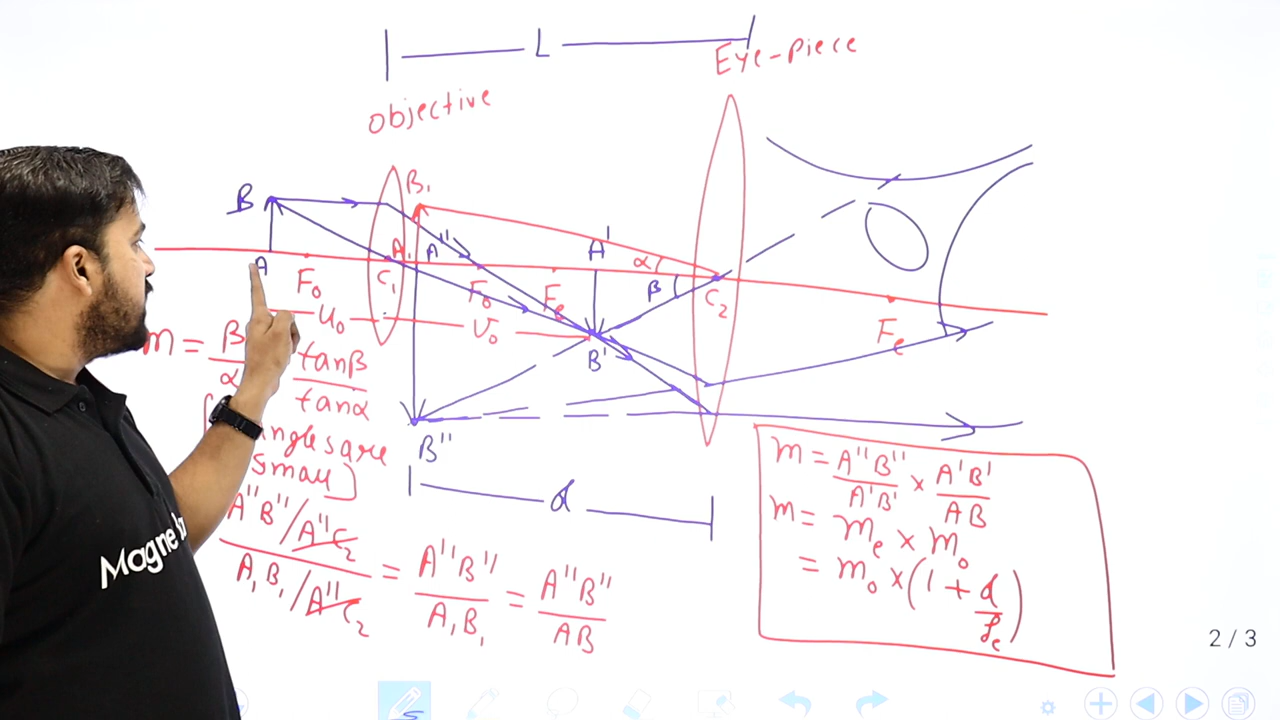 L
Eye-piece
objective
B
B₁
A
A₁
A''
A'
α
β
F₀
C₁
F₀
Fe
C₂
Fe
u₀
v₀
B'
B''
d
m = β/α
tanβ/tanα
angles are
small]
A''B''/A''C₂ / A₁B₁/A''C₂ = A''B''/A₁B₁ = A''B''/AB
m = A''B''/A'B' × A'B'/AB
m = me × m₀
= m₀ × (1 + d/fe)
2 / 3
Magne